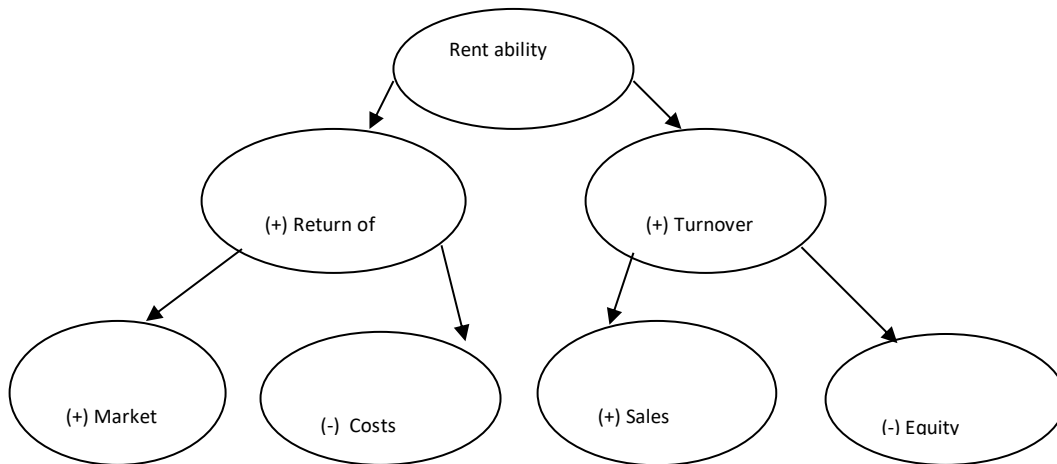 Rent ability
(+) Return of
(+) Turnover
(+) Market
(-) Costs
(+) Sales
(-) Equity